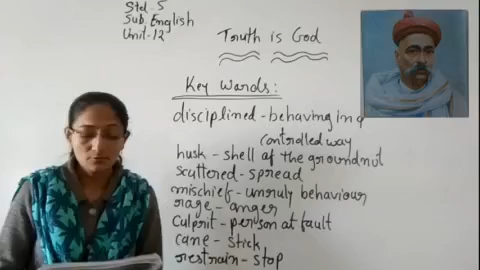 Std. 5
Sub. English
Unit-12
Truth is God
Key Words:
disciplined - behaving in a
controlled way
husk - shell of the groundnut
scattered - spread
mischief - unruly behaviour
rage - anger
culprit - person at fault
cane - stick
restrain - stop